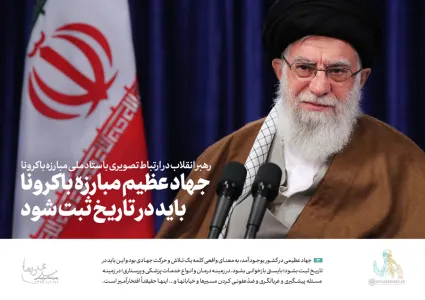 رهبر انقلاب در ارتباط تصویری با ستاد ملی مبارزه با کرونا
جهاد عظیم مبارزه با کرونا
باید در تاریخ ثبت شود
جهاد عظیمی در کشور بوجود آمد، به معنای واقعی کلمه یک تلاش و حرکت جهادی بود و این باید در
تاریخ ثبت بشود؛ بایستی بازخوانی بشود. در زمینه درمان و انواع خدمات پزشکی و پرستاری؛ در زمینه
مسئله پیشگیری و غربالگری و ضدعفونی کردن مسیرها و خیابانها و... اینها حقیقتاً افتخارآمیز است.